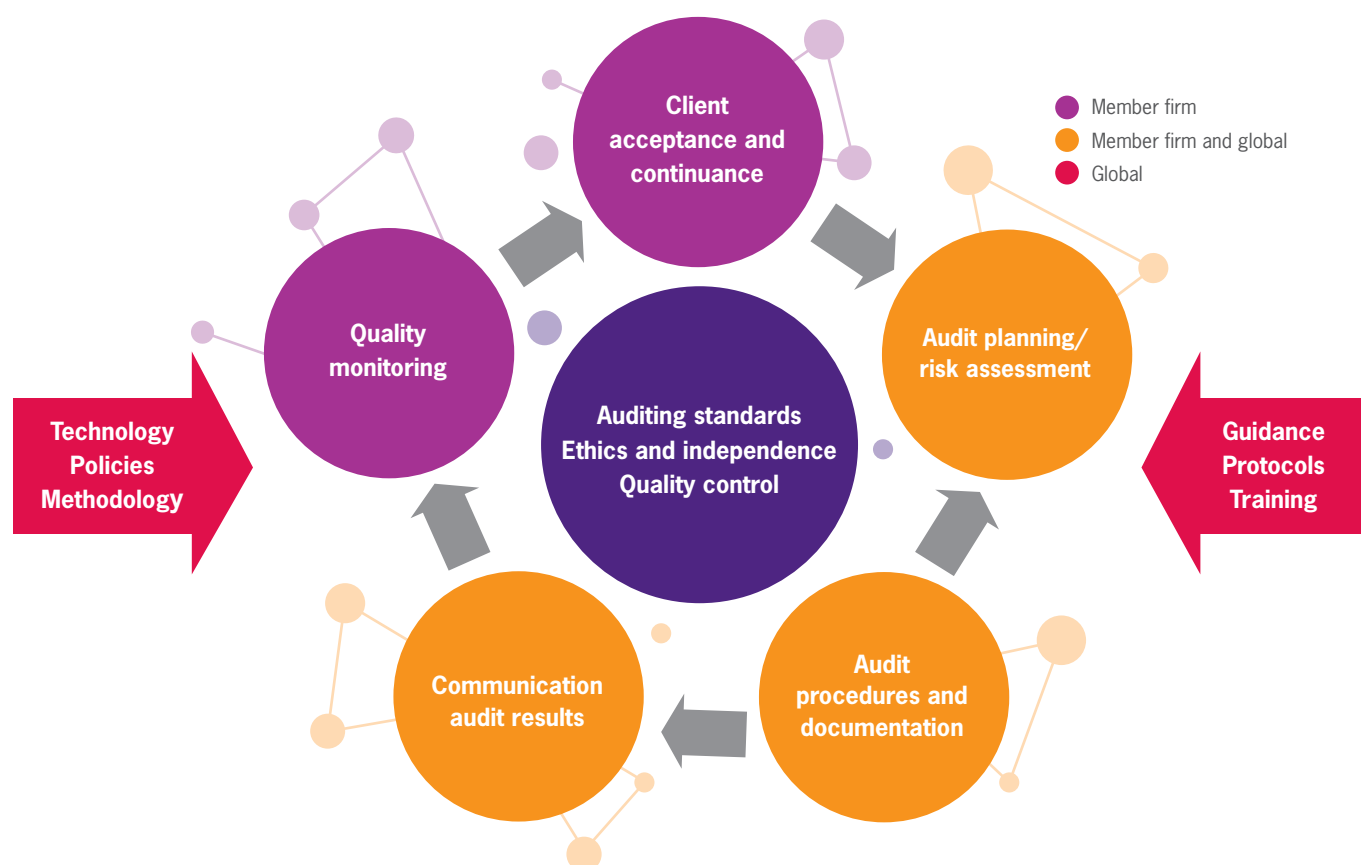 Client
acceptance and
continuance
Member firm
Member firm and global
Global
Quality
monitoring
Audit planning/
risk assessment
Auditing standards
Ethics and independence
Quality control
Technology
Policies
Methodology
Guidance
Protocols
Training
Communication
audit results
Audit
procedures and
documentation